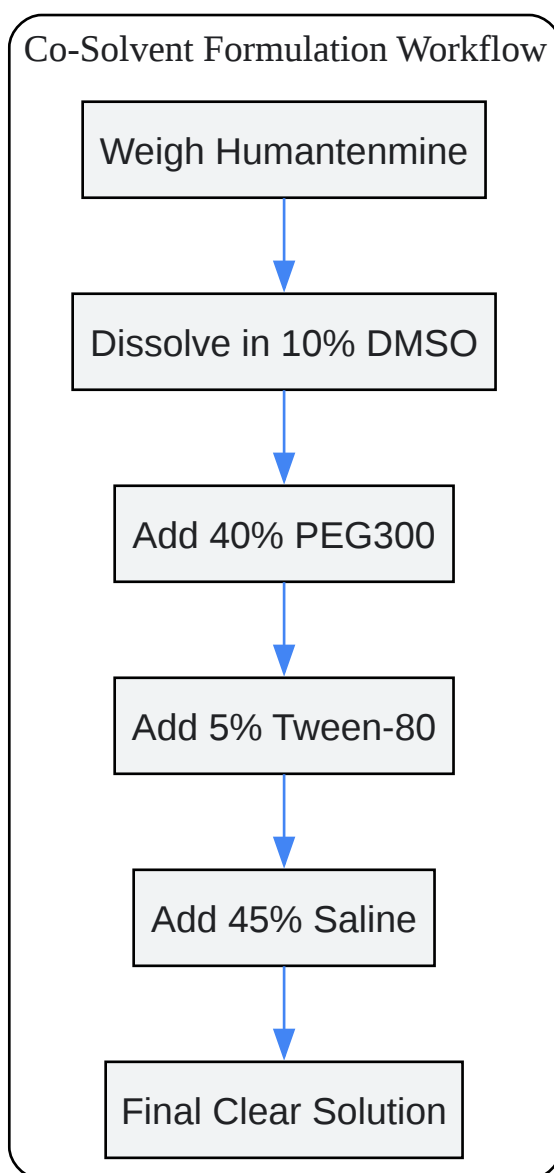 Co-Solvent Formulation Workflow
Weigh Humantenmine
Dissolve in 10% DMSO
Add 40% PEG300
Add 5% Tween-80
Add 45% Saline
Final Clear Solution